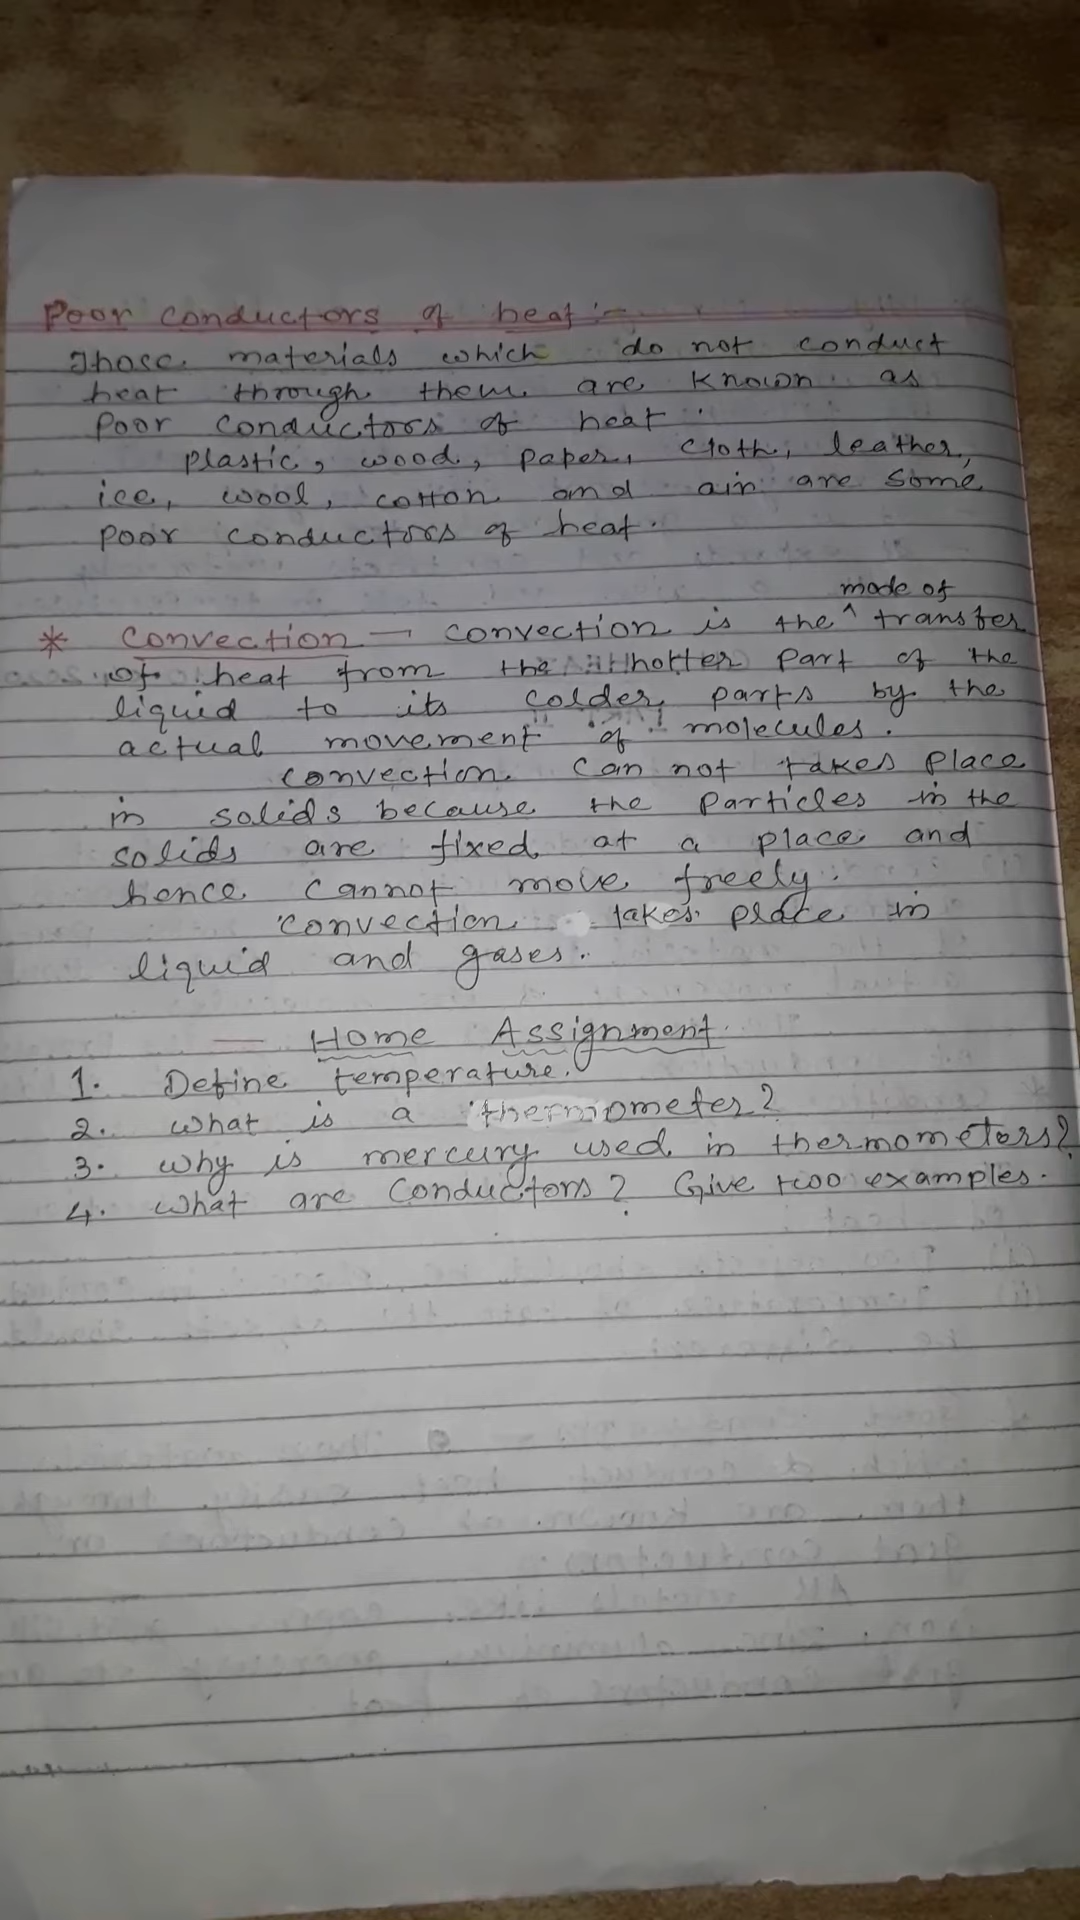 Poor conductors of heat :-
Those materials which do not conduct
heat through them are known as
poor conductors of heat.
Plastic, wood, paper, cloth, leather,
ice, wool, cotton and air are some
poor conductors of heat.
mode of
* Convection - convection is the ^ transfer
of heat from the hotter part of the
liquid to its colder parts by the
actual movement of molecules.
convection can not takes place
in solids because the particles in the
solids are fixed at a place and
hence cannot move freely.
convection takes place in
liquid and gases.
Home Assignment
1. Define temperature.
2. what is a thermometer?
3. why is mercury used in thermometers?
4. what are conductors? Give two examples.